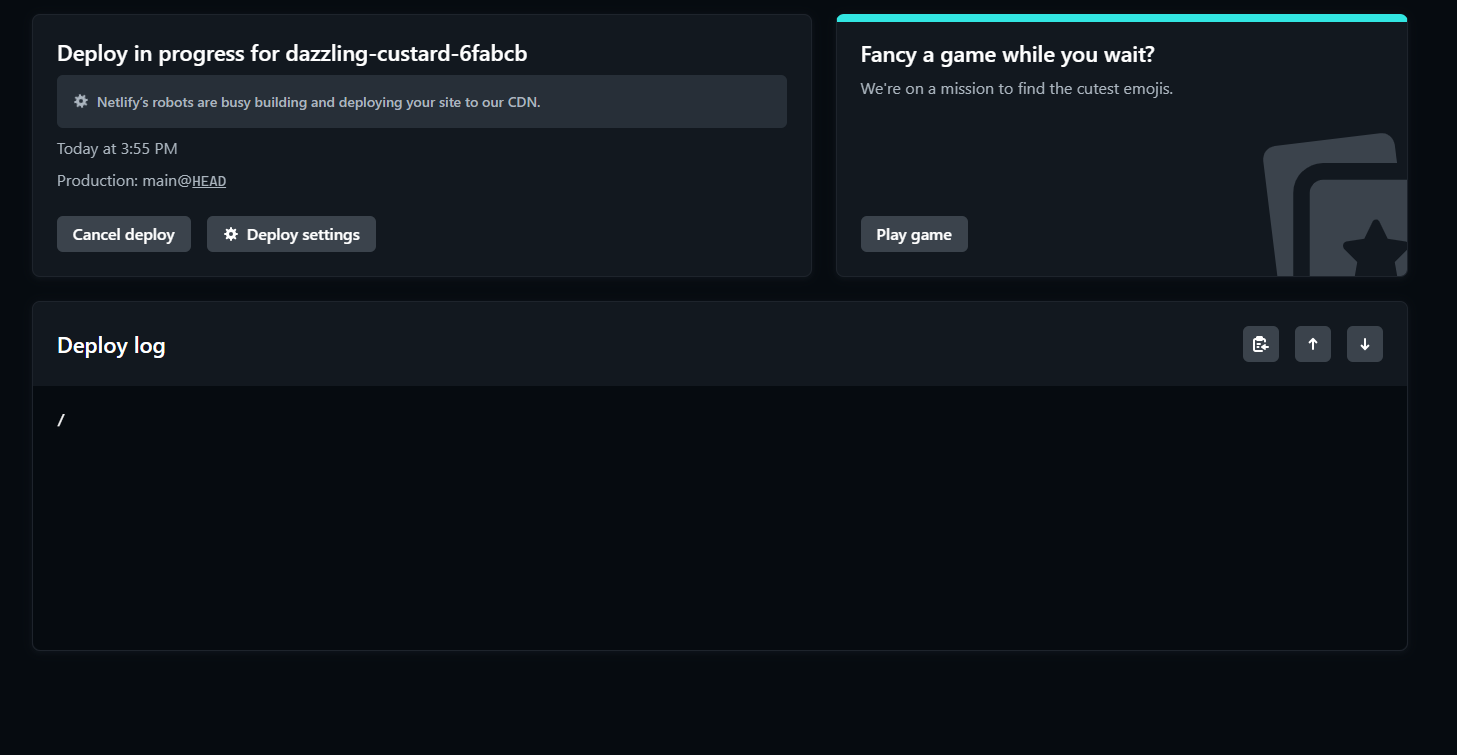 Deploy in progress for dazzling-custard-6fabcb
Netlify's robots are busy building and deploying your site to our CDN.
Today at 3:55 PM
Production: main@HEAD
Cancel deploy
Deploy settings
Fancy a game while you wait?
We're on a mission to find the cutest emojis.
Play game
Deploy log
/